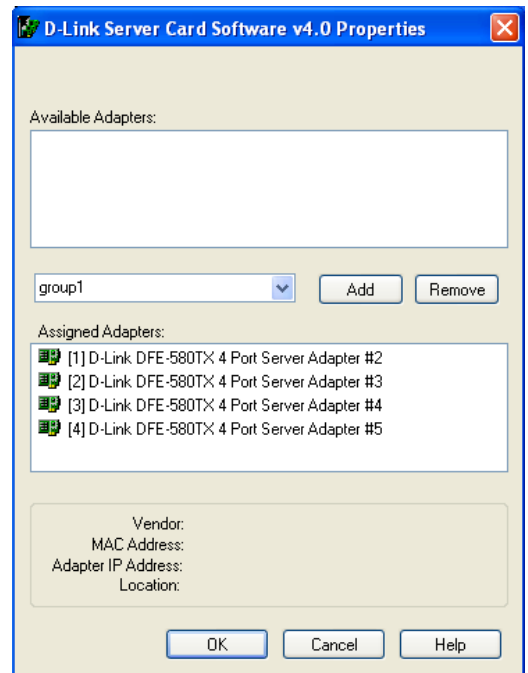 D-Link Server Card Software v4.0 Properties
Available Adapters:
group1
Add
Remove
Assigned Adapters:
[1] D-Link DFE-580TX 4 Port Server Adapter #2
[2] D-Link DFE-580TX 4 Port Server Adapter #3
[3] D-Link DFE-580TX 4 Port Server Adapter #4
[4] D-Link DFE-580TX 4 Port Server Adapter #5
Vendor:
MAC Address:
Adapter IP Address:
Location:
OK
Cancel
Help